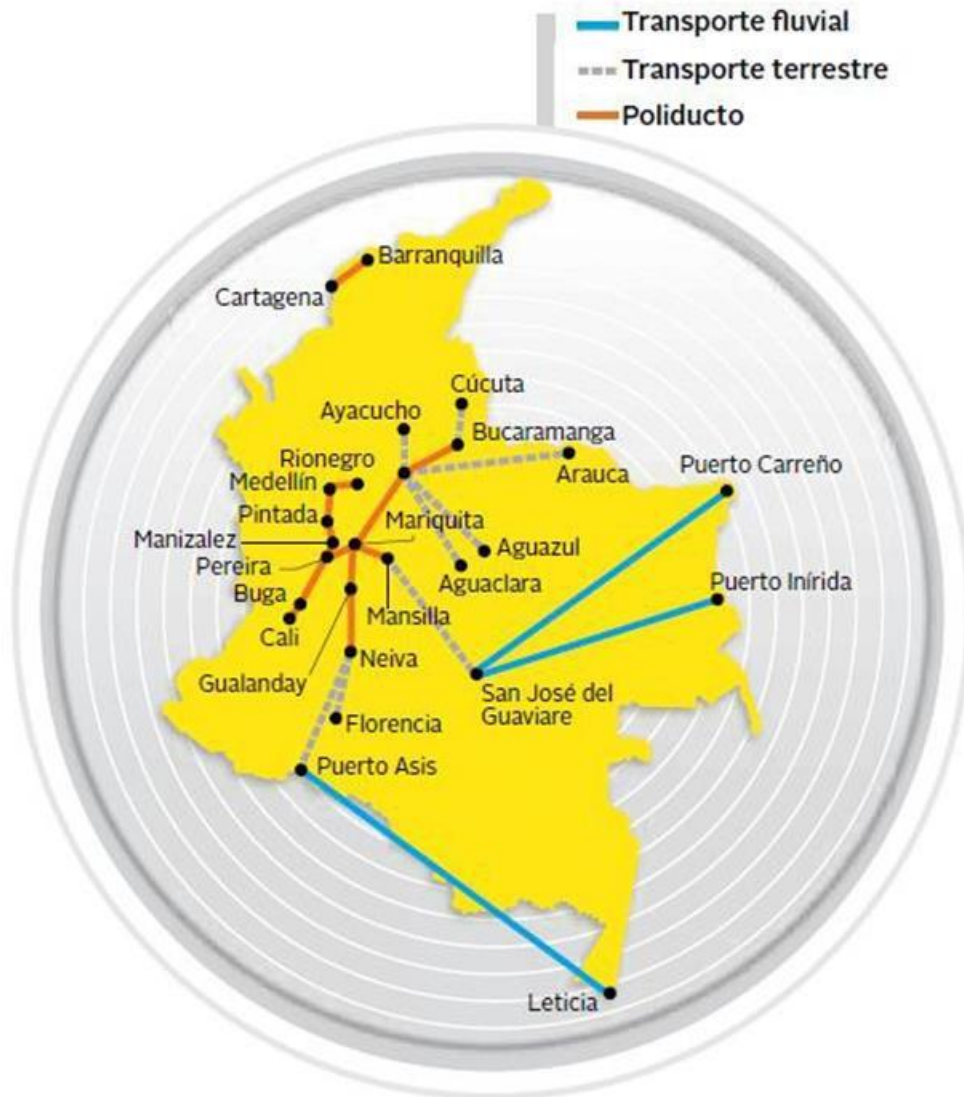 Transporte fluvial
Transporte terrestre
Poliducto
Barranquilla
Cartagena
Cúcuta
Ayacucho
Bucaramanga
Rionegro
Arauca
Puerto Carreño
Medellín
Pintada
Mariquita
Manizalez
Aguazul
Pereira
Aguaclara
Puerto Inírida
Buga
Mansilla
Cali
Neiva
Gualanday
San José del
Guaviare
Florencia
Puerto Asis
Leticia